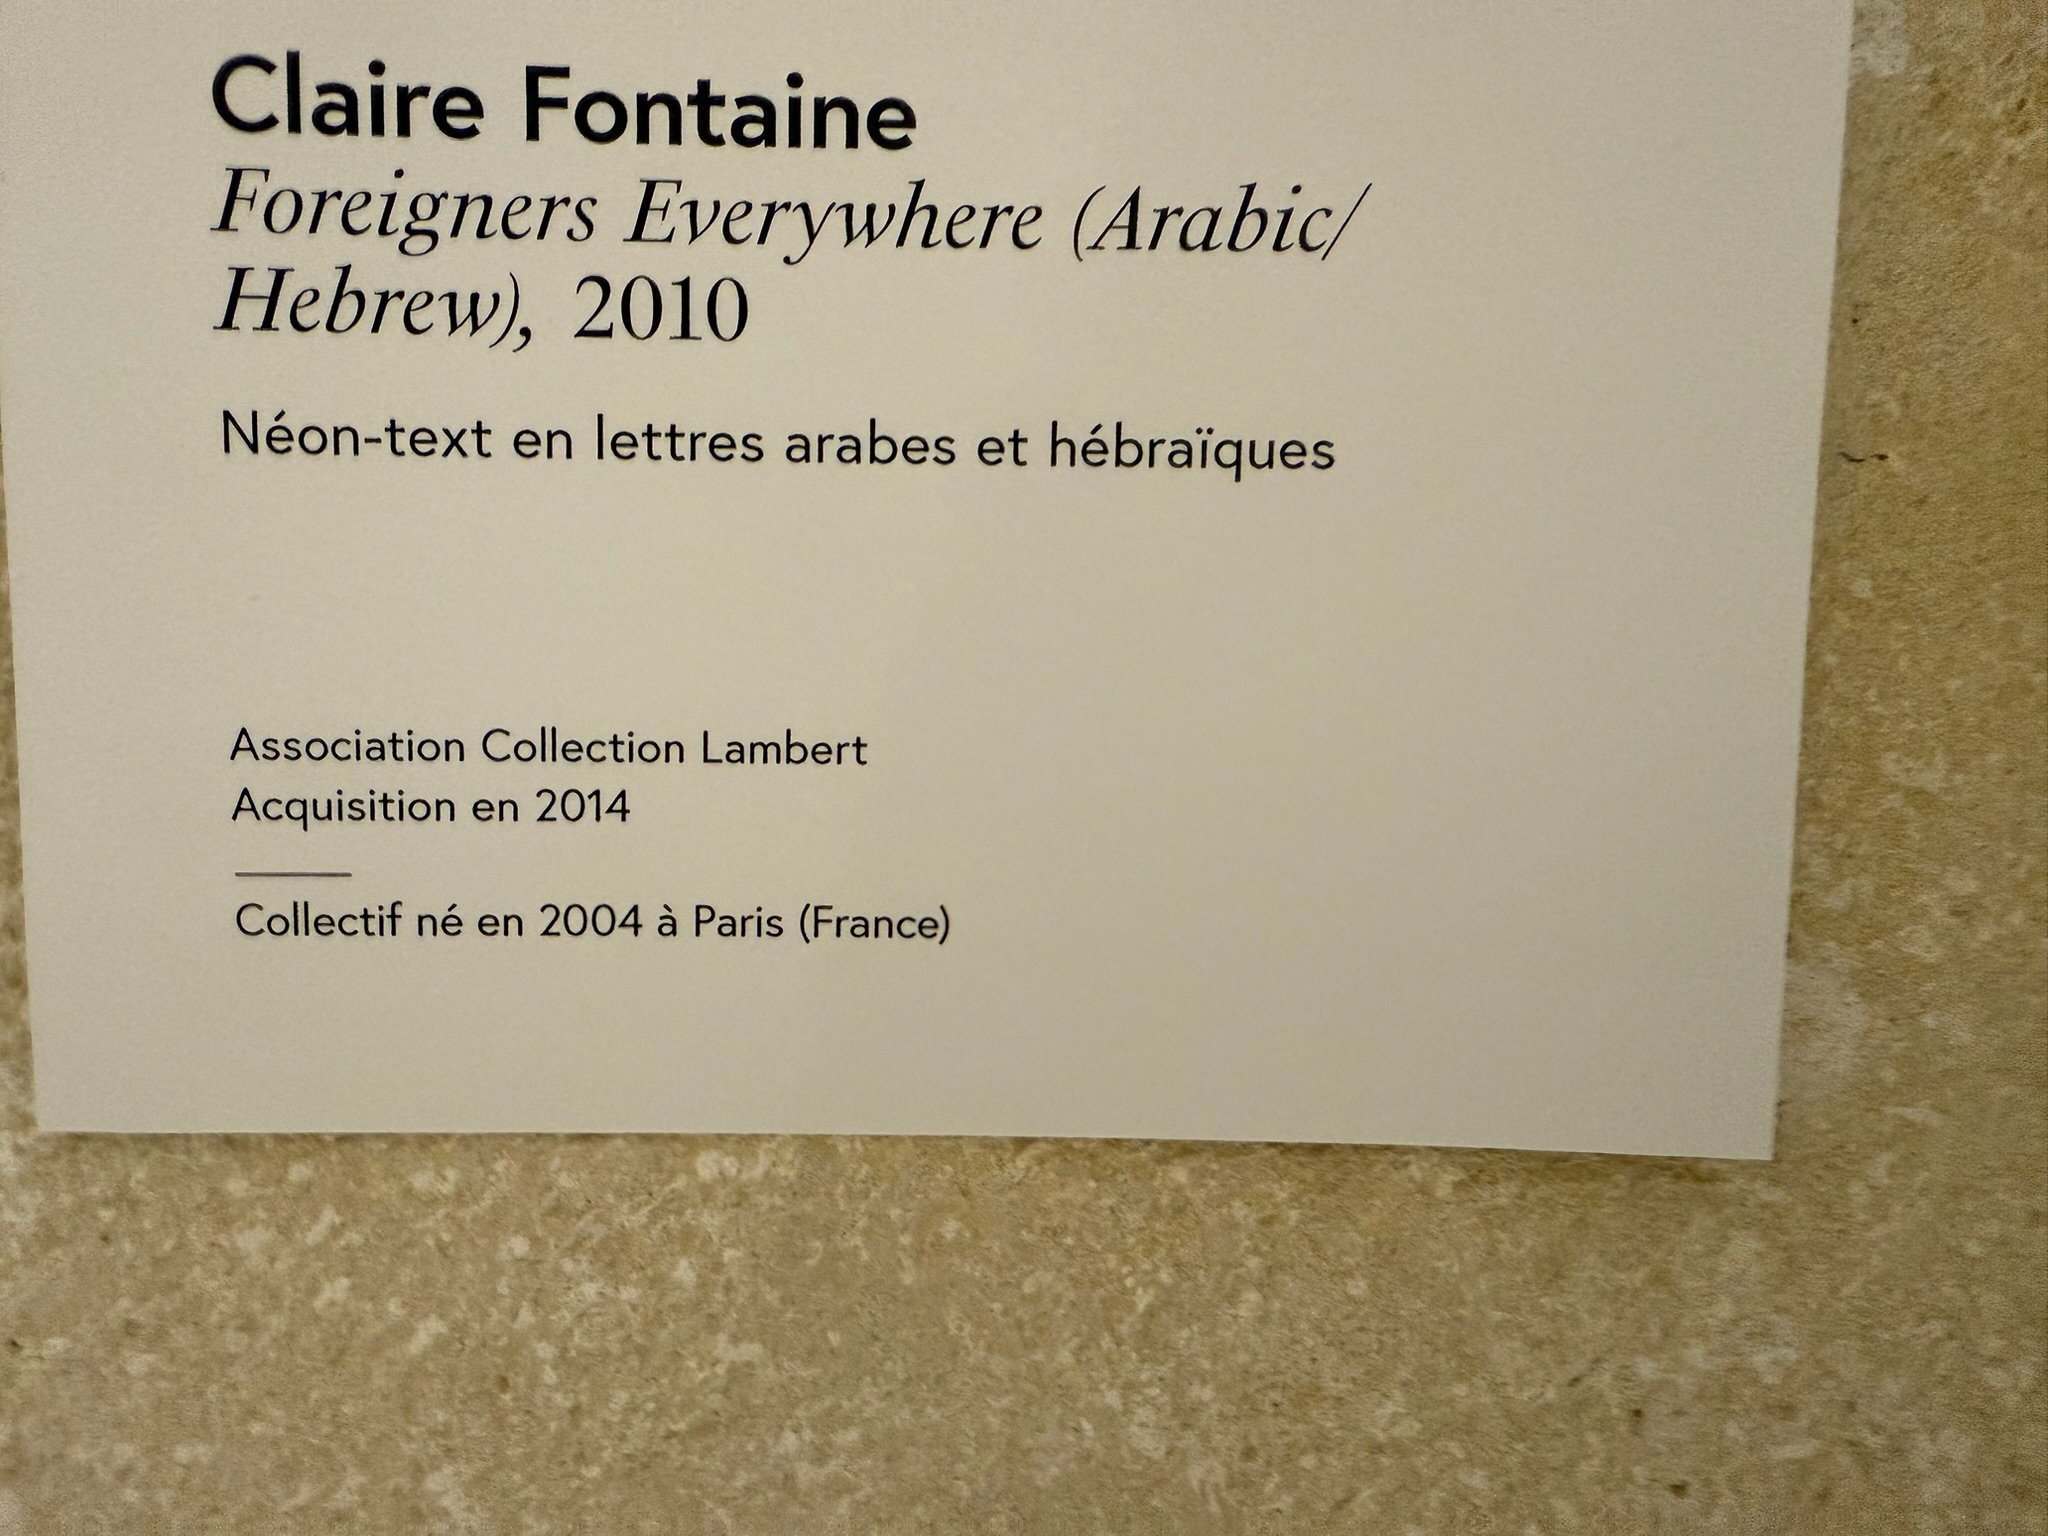 Claire Fontaine
Foreigners Everywhere (Arabic/
Hebrew), 2010
Néon-text en lettres arabes et hébraïques
Association Collection Lambert
Acquisition en 2014
Collectif né en 2004 à Paris (France)